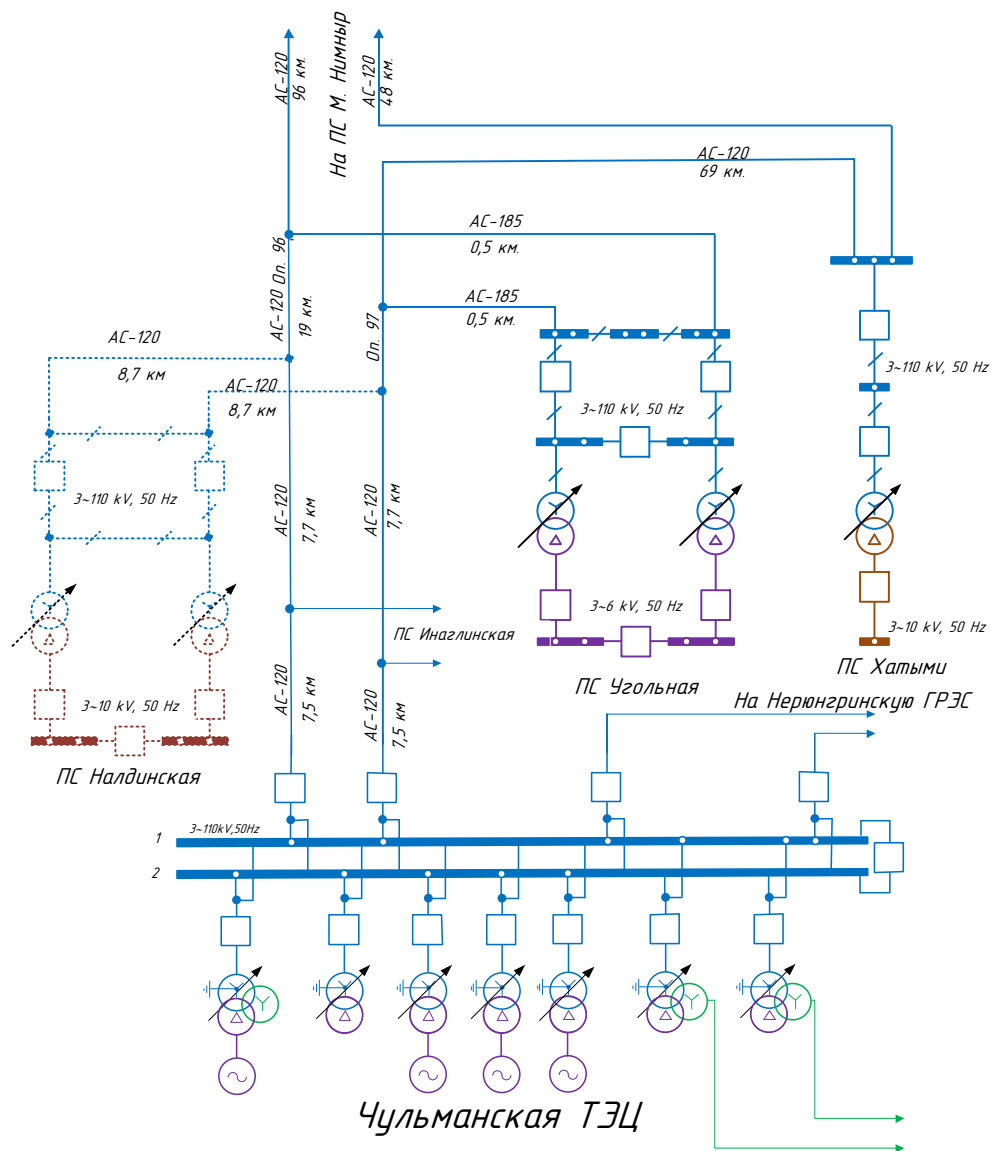 АС-120
96 км.
На ПС М. Нимныр
АС-120
48 км.
АС-120
69 км.
АС-185
0,5 км.
АС-120 Оп. 96
19 км.
АС-185
0,5 км.
Оп. 97
АС-120
8,7 км
АС-120
8,7 км
3~110 kV, 50 Hz
3~110 kV, 50 Hz
3~110 kV, 50 Hz
АС-120
7,7 км
АС-120
7,7 км
3~6 kV, 50 Hz
3~10 kV, 50 Hz
ПС Инаглинская
ПС Хатыми
ПС Угольная
АС-120
7,5 км
АС-120
7,5 км
На Нерюнгринскую ГРЭС
3~10 kV, 50 Hz
ПС Налдинская
3~110kV,50Hz
1
2
Чульманская ТЭЦ